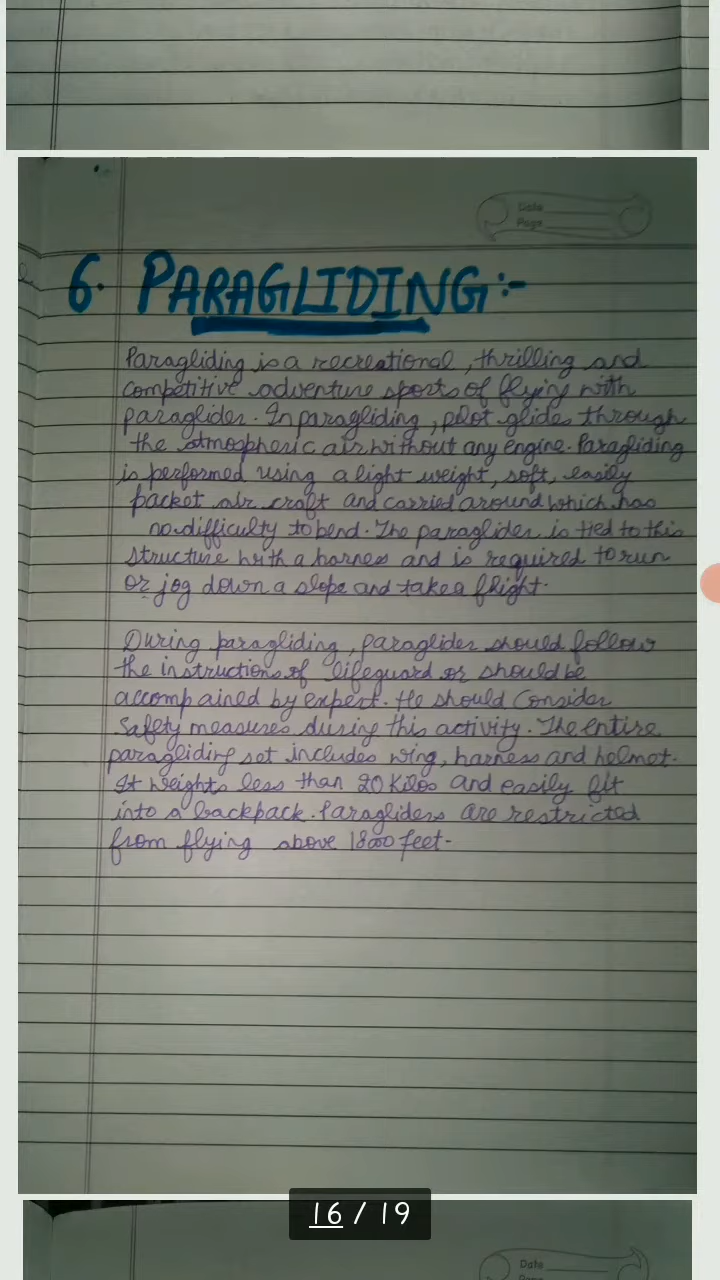 Date
Page
6. PARAGLIDING:-
Paragliding is a recreational, thrilling and
competitive adventure sports of flying with
paraglider. In paragliding, pilot glides through
the atmospheric air without any engine. Paragliding
is performed using a light weight, soft, easily
packet air craft and carried around which has
no difficulty to bend. The paraglider is tied to this
structure with a harness and is required to run
or jog down a slope and take a flight.
During paragliding, paraglider should follow
the instructions of lifeguard or should be
accompained by expert. He should Consider
Safety measures during this activity. The entire
paragliding set includes wing, harness and helmet.
It weights less than 20 Kilos and easily fit
into a backpack. Paragliders are restricted
from flying above 18000 feet.
16 / 19
Date